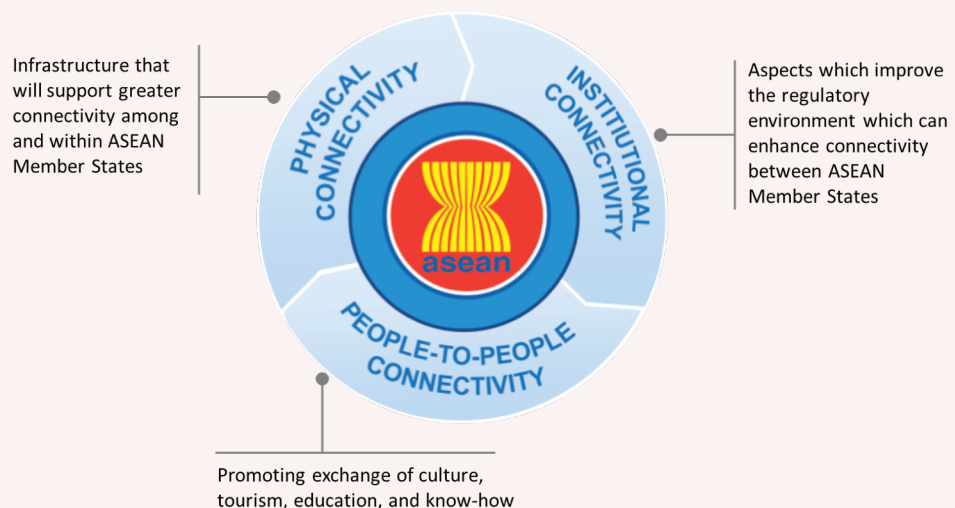 Infrastructure that
will support greater
connectivity among
and within ASEAN
Member States
PHYSICAL
CONNECTIVITY
INSTITIUTIONAL
CONNECTIVITY
Aspects which improve
the regulatory
environment which can
enhance connectivity
between ASEAN
Member States
asean
PEOPLE-TO-PEOPLE
CONNECTIVITY
Promoting exchange of culture,
tourism, education, and know-how